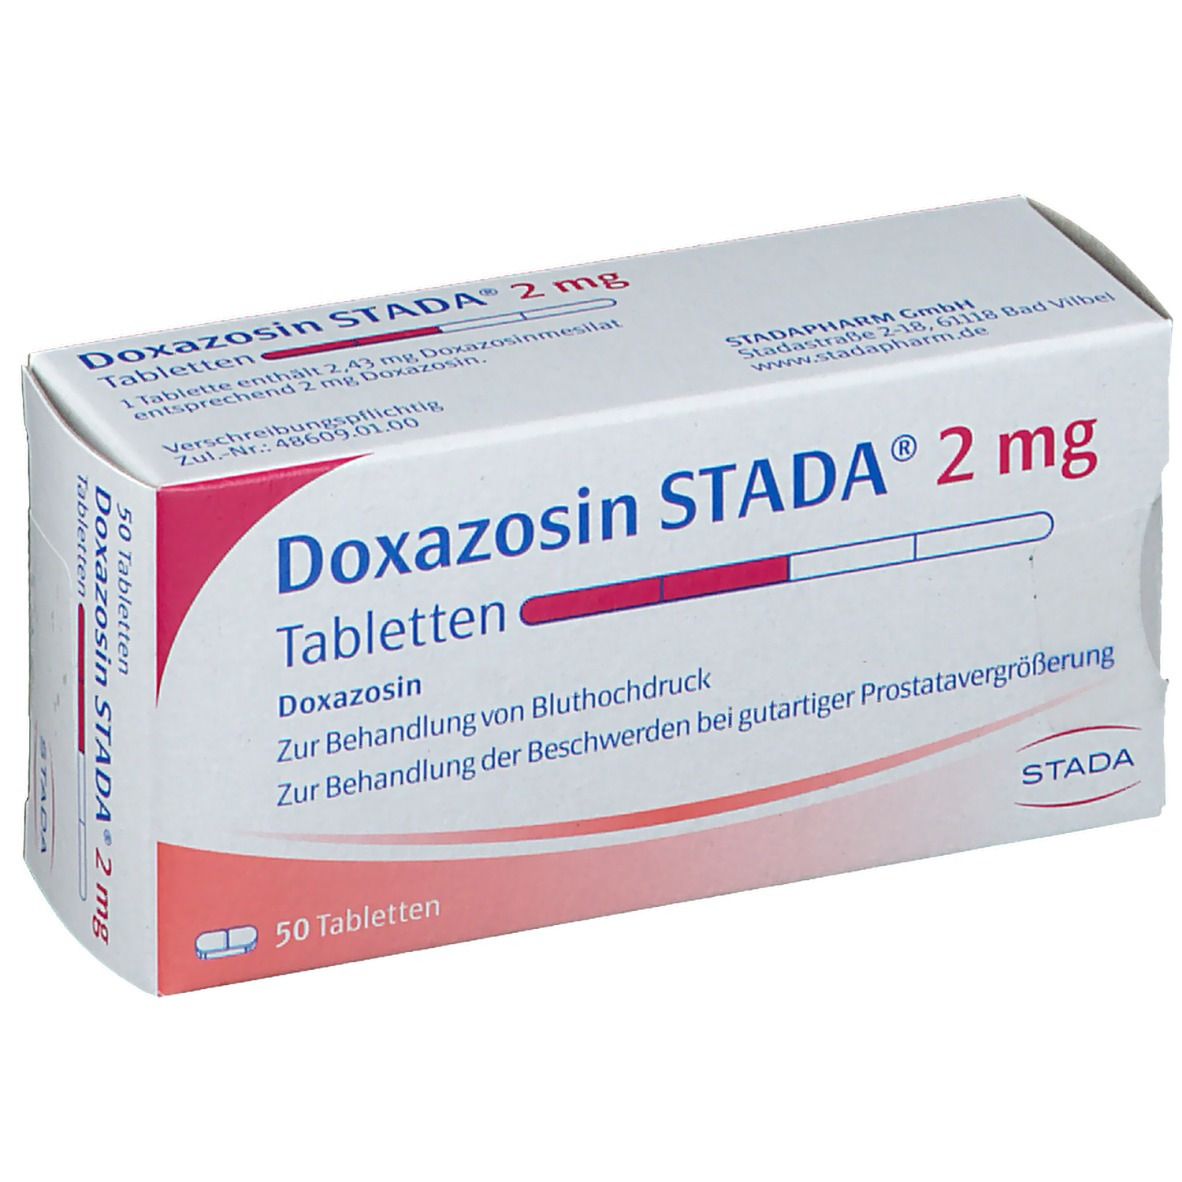 Doxazosin STADA® 2 mg
Tabletten
1 Tablette enthält 2,43 mg Doxazosinmesilat
entsprechend 2 mg Doxazosin.
Verschreibungspflichtig
Zul.-Nr.: 48609.01.00
STADAPHARM GmbH
Stadastraße 2-18, 61118 Bad Vilbel
www.stadapharm.de
Doxazosin STADA® 2 mg
Tabletten
Doxazosin
Zur Behandlung von Bluthochdruck
Zur Behandlung der Beschwerden bei gutartiger Prostatavergrößerung
STADA
50 Tabletten
50 Tabletten
Doxazosin STADA® 2 mg
Tabletten
STADA